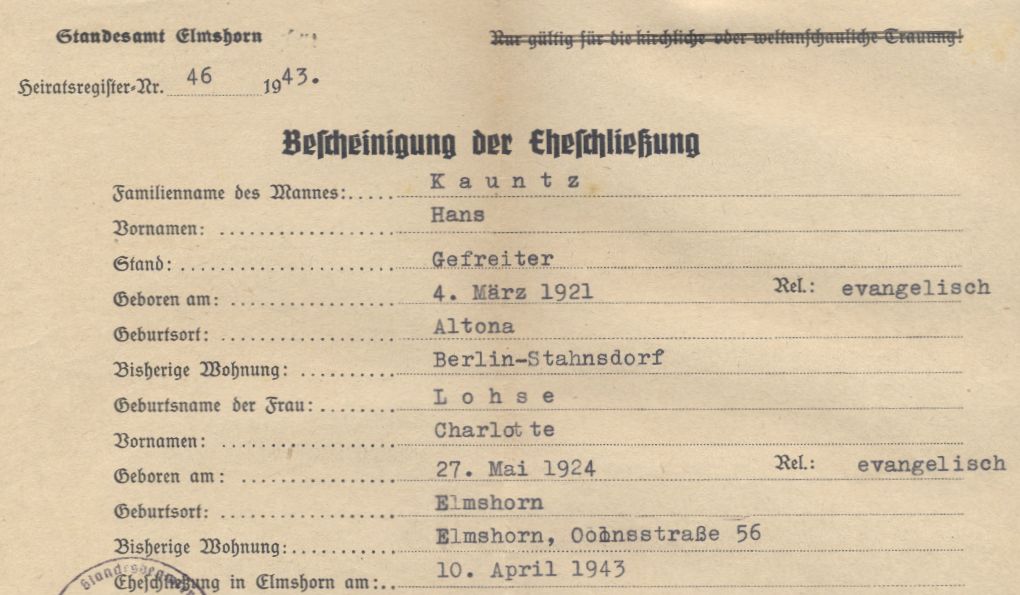 Standesamt Elmshorn
Nur gültig für die kirchliche oder weltanschauliche Trauung!
Heiratsregister-Nr. 46 1943.
Bescheinigung der Eheschließung
Familienname des Mannes:..... K a u n t z
Vornamen: .................. Hans
Stand: ...................... Gefreiter
Geboren am: ................. 4. März 1921 Rel.: evangelisch
Geburtsort: .................. Altona
Bisherige Wohnung: .......... Berlin-Stahnsdorf
Geburtsname der Frau:....... L o h s e
Vornamen: .................. Charlotte
Geboren am: ................ 27. Mai 1924 Rel.: evangelisch
Geburtsort: .................. Elmshorn
Bisherige Wohnung:........... Elmshorn, 56
Eheschließung in Elmshorn am:.. 10. April 1943